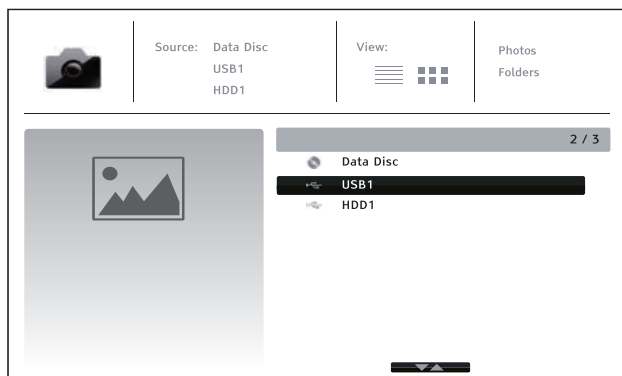 Source: Data Disc
USB1
HDD1
View:
Photos
Folders
2 / 3
Data Disc
USB1
HDD1